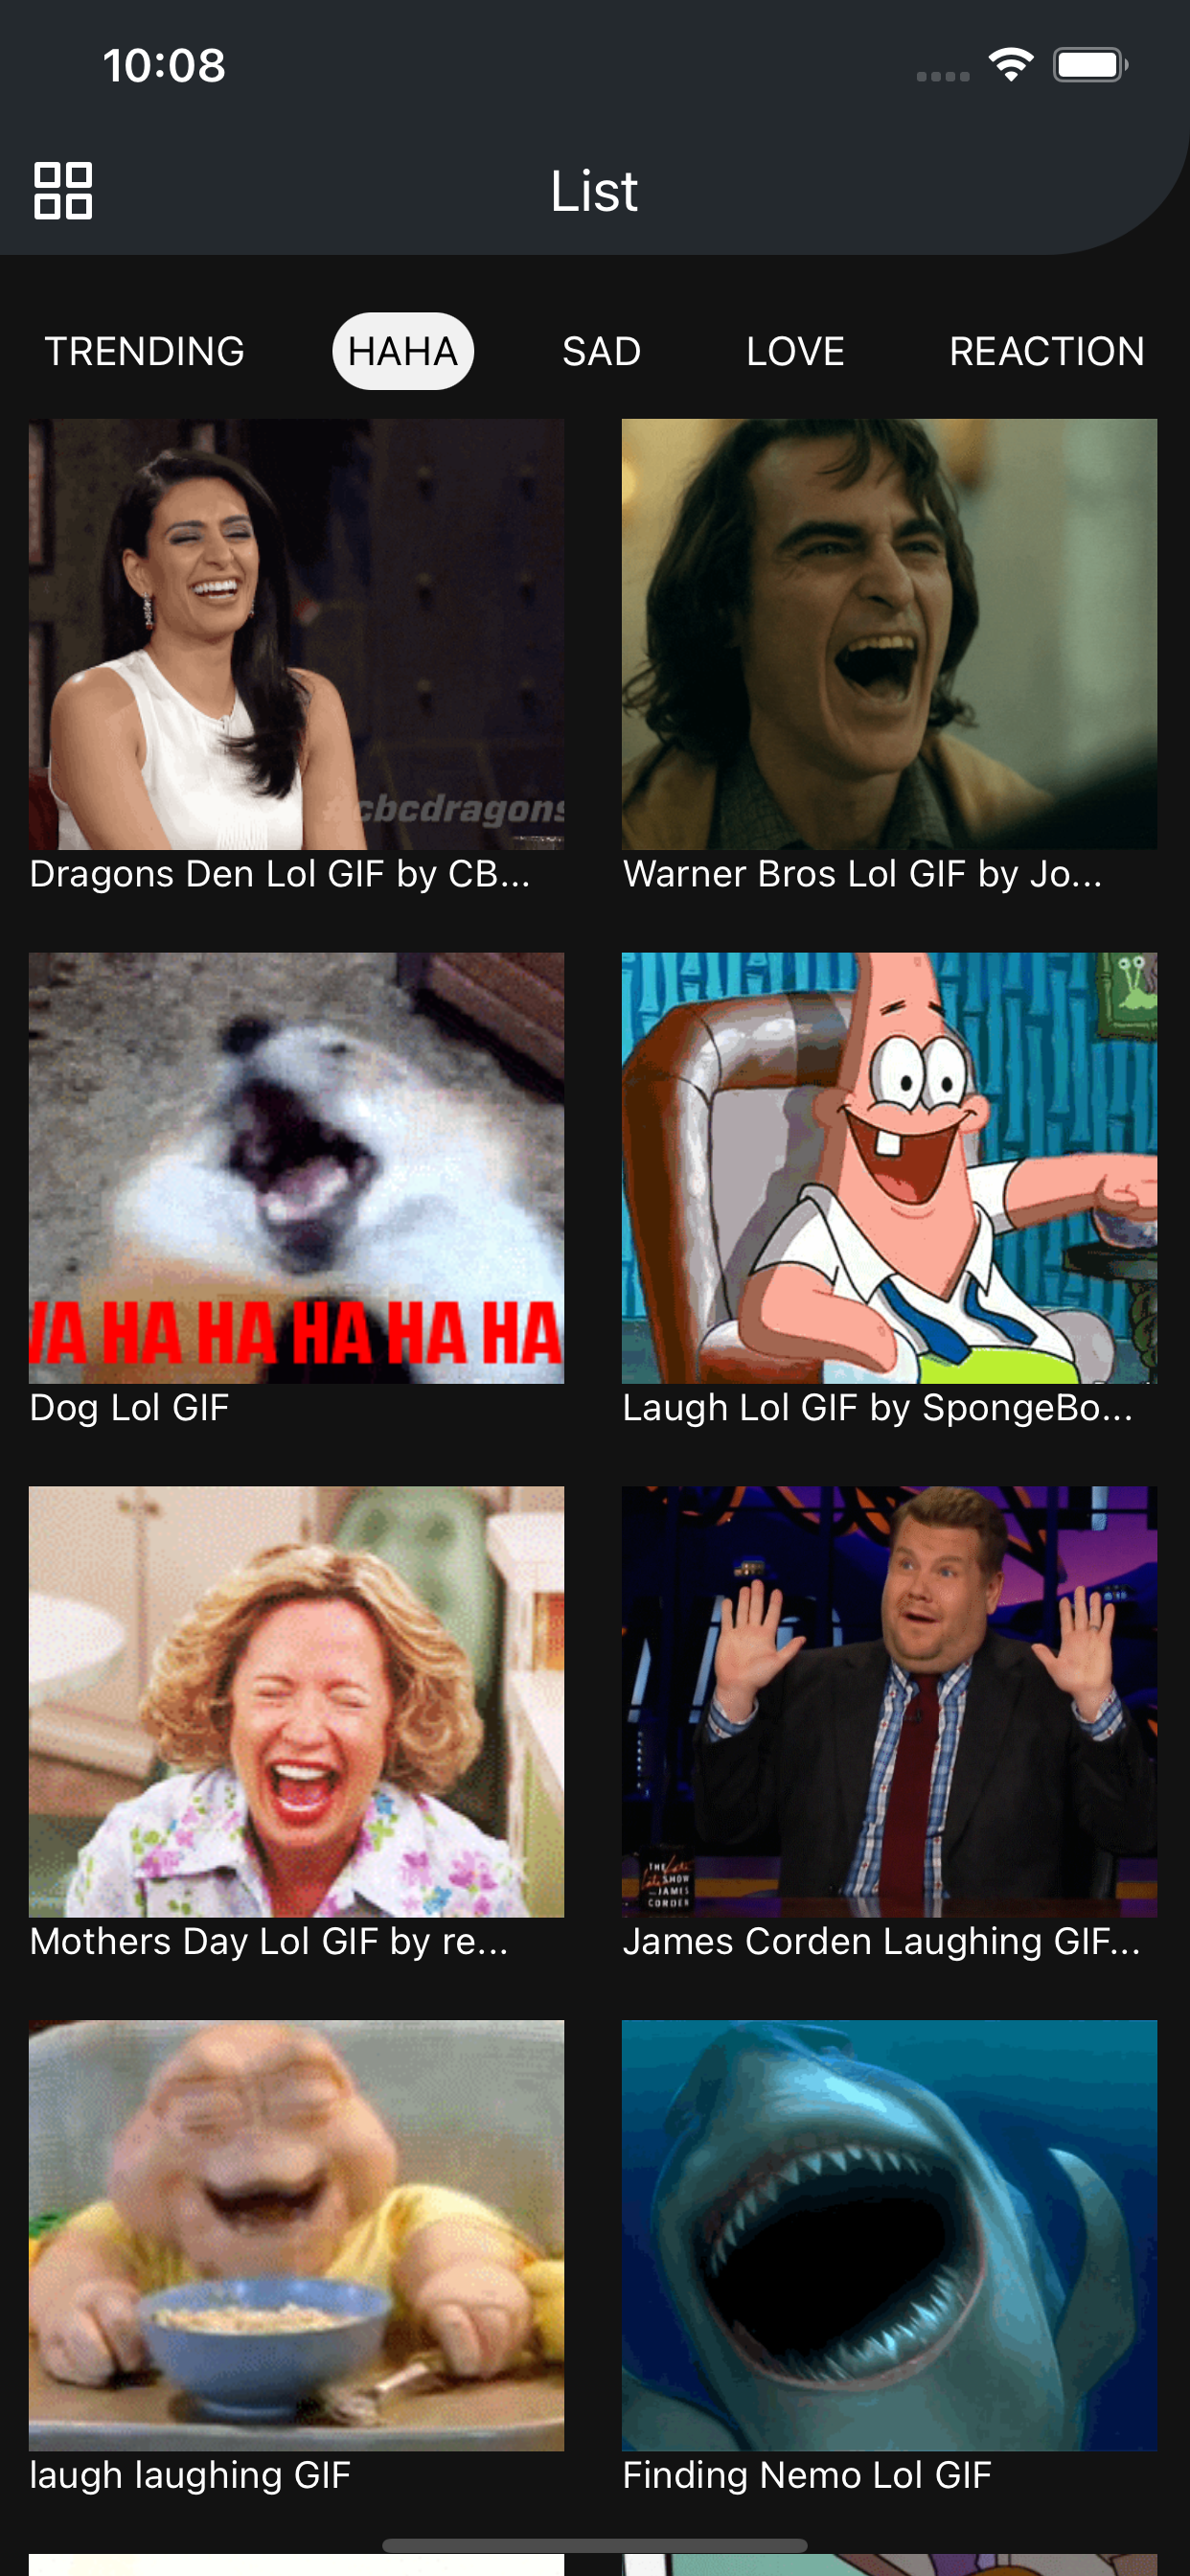 10:08
List
TRENDING
HAHA
SAD
LOVE
REACTION
#cbcdragons
Dragons Den Lol GIF by CB...
Warner Bros Lol GIF by Jo...
HA HA HA HA HA
Dog Lol GIF
Laugh Lol GIF by SpongeBo...
THE
Late
Late SHOW
JAMES
CORDEN
Mothers Day Lol GIF by re...
James Corden Laughing GIF...
laugh laughing GIF
Finding Nemo Lol GIF